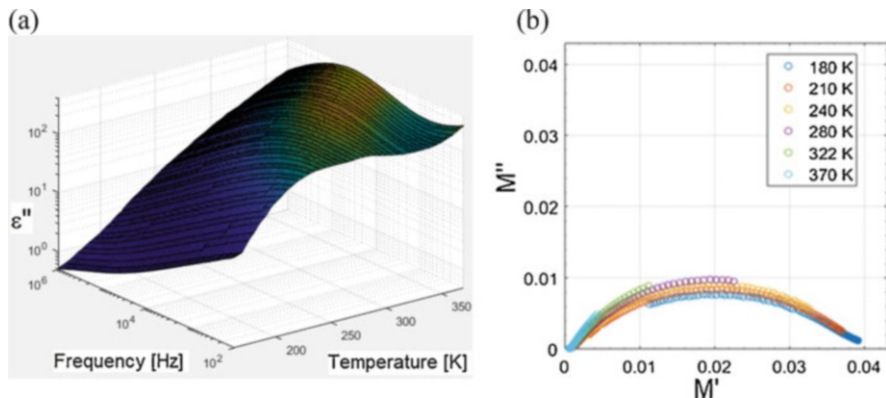 (a)
10²
10¹
10⁰
ε"
10⁶
10⁴
10²
Frequency [Hz]
200
250
300
350
Temperature [K]
(b)
0.04
0.03
0.02
0.01
0
M"
0
0.01
0.02
0.03
0.04
M'
180 K
210 K
240 K
280 K
322 K
370 K